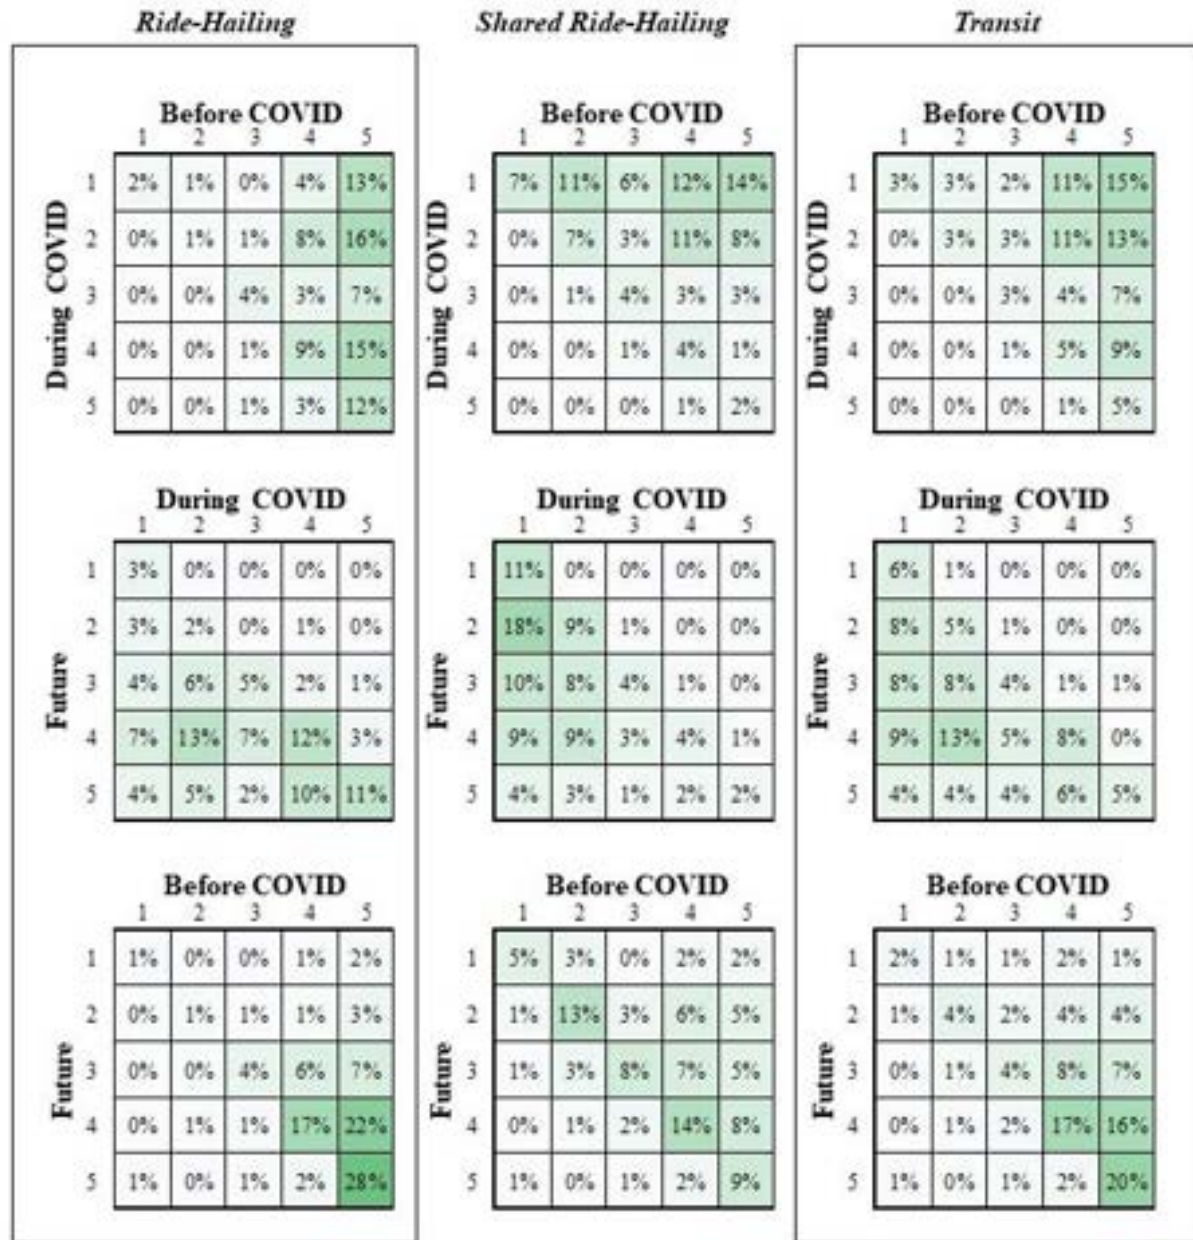 Ride-Hailing Shared Ride-Hailing Transit
Before COVID Before COVID Before COVID
1 2 3 4 5 1 2 3 4 5 1 2 3 4 5
During COVID During COVID During COVID
1 2% 1% 0% 4% 13% 1 7% 11% 6% 12% 14% 1 3% 3% 2% 11% 15%
2 0% 1% 1% 8% 16% 2 0% 7% 3% 11% 8% 2 0% 3% 3% 11% 13%
3 0% 0% 4% 3% 7% 3 0% 1% 4% 3% 3% 3 0% 0% 3% 4% 7%
4 0% 0% 1% 9% 15% 4 0% 0% 1% 4% 1% 4 0% 0% 1% 5% 9%
5 0% 0% 1% 3% 12% 5 0% 0% 0% 1% 2% 5 0% 0% 0% 1% 5%
During COVID During COVID During COVID
1 2 3 4 5 1 2 3 4 5 1 2 3 4 5
Future Future Future
1 3% 0% 0% 0% 0% 1 11% 0% 0% 0% 0% 1 6% 1% 0% 0% 0%
2 3% 2% 0% 1% 0% 2 18% 9% 1% 0% 0% 2 8% 5% 1% 0% 0%
3 4% 6% 5% 2% 1% 3 10% 8% 4% 1% 0% 3 8% 8% 4% 1% 1%
4 7% 13% 7% 12% 3% 4 9% 9% 3% 4% 1% 4 9% 13% 5% 8% 0%
5 4% 5% 2% 10% 11% 5 4% 3% 1% 2% 2% 5 4% 4% 4% 6% 5%
Before COVID Before COVID Before COVID
1 2 3 4 5 1 2 3 4 5 1 2 3 4 5
Future Future Future
1 1% 0% 0% 1% 2% 1 5% 3% 0% 2% 2% 1 2% 1% 1% 2% 1%
2 0% 1% 1% 1% 3% 2 1% 13% 3% 6% 5% 2 1% 4% 2% 4% 4%
3 0% 0% 4% 6% 7% 3 1% 3% 8% 7% 5% 3 0% 1% 4% 8% 7%
4 0% 1% 1% 17% 22% 4 0% 1% 2% 14% 8% 4 0% 1% 2% 17% 16%
5 1% 0% 1% 2% 28% 5 1% 0% 1% 2% 9% 5 1% 0% 1% 2% 20%